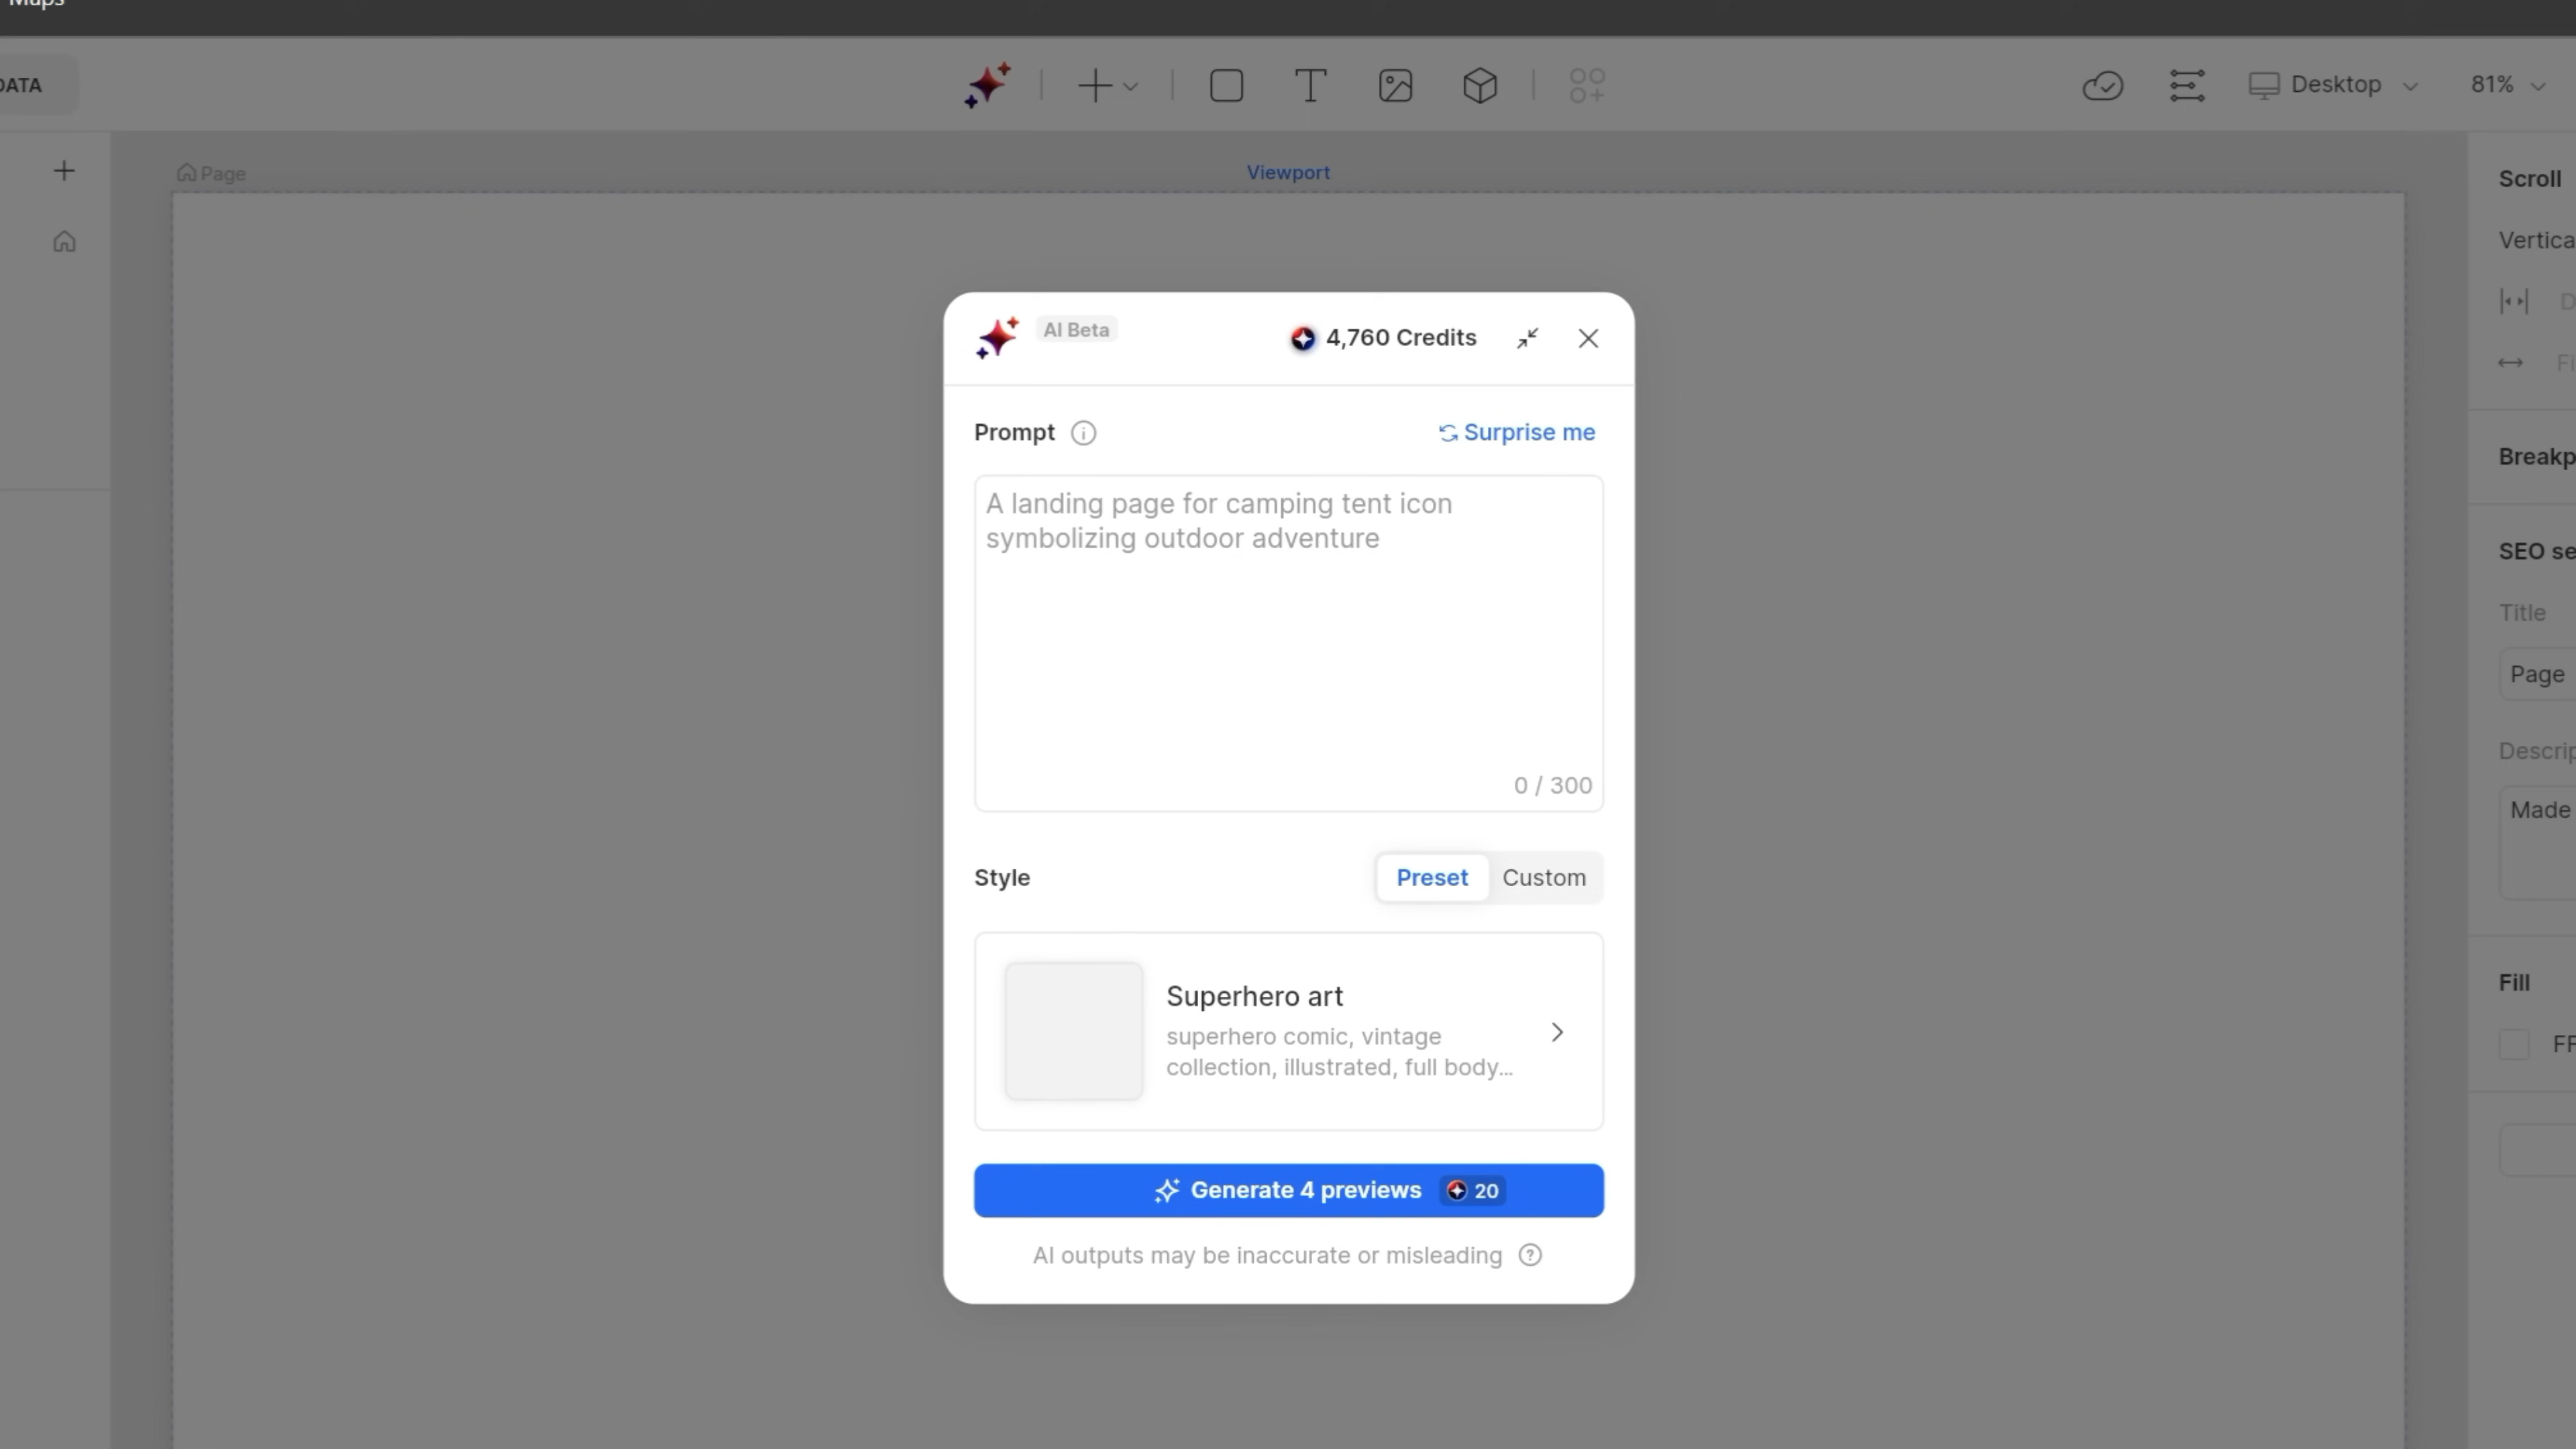 Maps
DATA
Desktop
81%
Page
Viewport
AI Beta
4,760 Credits
Prompt
Surprise me
A landing page for camping tent icon
symbolizing outdoor adventure
0 / 300
Style
Preset
Custom
Superhero art
superhero comic, vintage
collection, illustrated, full body...
Generate 4 previews
20
AI outputs may be inaccurate or misleading
Scroll
Vertica
D
Fi
Breakp
SEO se
Title
Page
Descrip
Made
Fill
FF